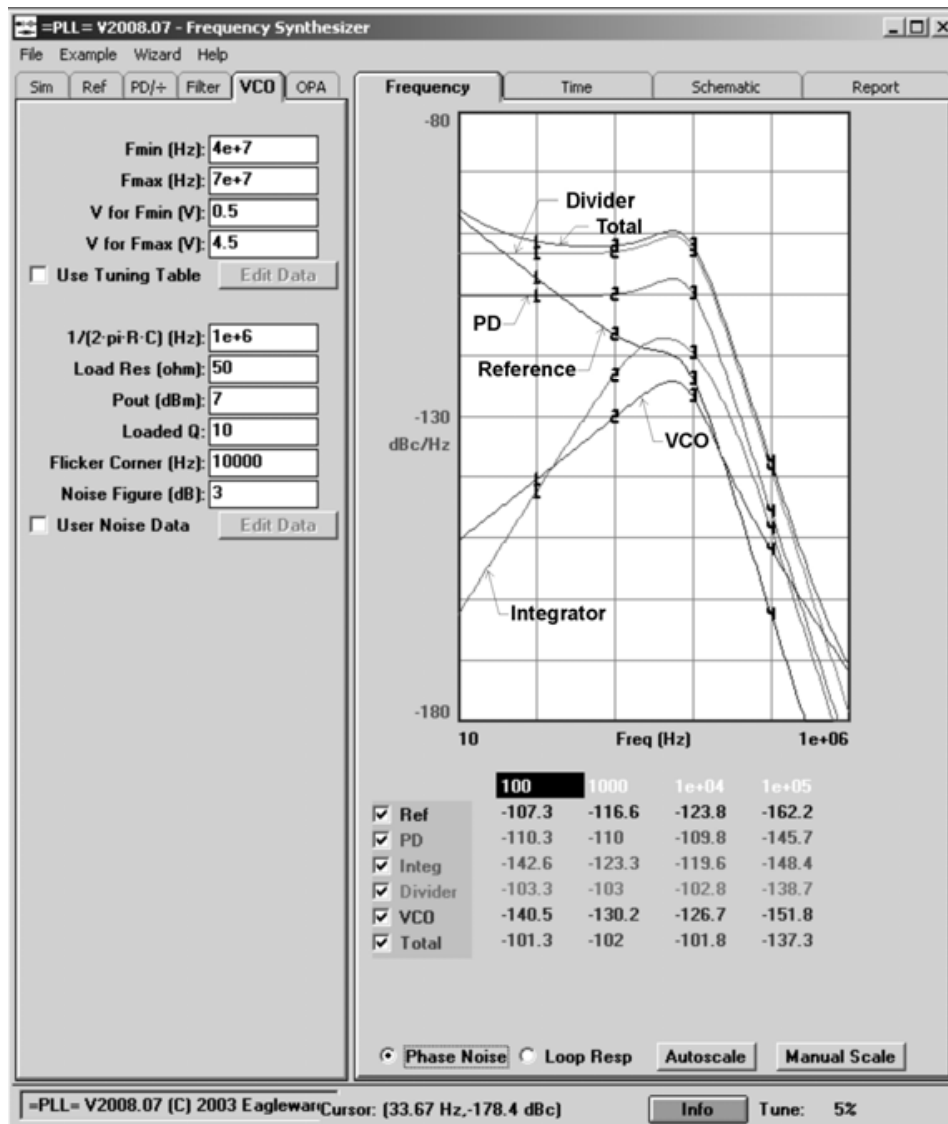 =PLL= V2008.07 - Frequency Synthesizer
File Example Wizard Help
Sim Ref PD/÷ Filter VCO OPA
Fmin (Hz): 4e+7
Fmax (Hz): 7e+7
V for Fmin (V): 0.5
V for Fmax (V): 4.5
Use Tuning Table Edit Data
1/(2·pi·R·C) (Hz): 1e+6
Load Res (ohm): 50
Pout (dBm): 7
Loaded Q: 10
Flicker Corner (Hz): 10000
Noise Figure (dB): 3
User Noise Data Edit Data
Frequency Time Schematic Report
-80
Divider
Total
1 2 3
PD
Reference
-130
dBc/Hz
VCO
4
Integrator
-180
10 Freq (Hz) 1e+06
100 1000 1e+04 1e+05
Ref -107.3 -116.6 -123.8 -162.2
PD -110.3 -110 -109.8 -145.7
Integ -142.6 -123.3 -119.6 -148.4
Divider -103.3 -103 -102.8 -138.7
VCO -140.5 -130.2 -126.7 -151.8
Total -101.3 -102 -101.8 -137.3
Phase Noise Loop Resp Autoscale Manual Scale
=PLL= V2008.07 (C) 2003 Eagleware Cursor: (33.67 Hz,-178.4 dBc) Info Tune: 5%